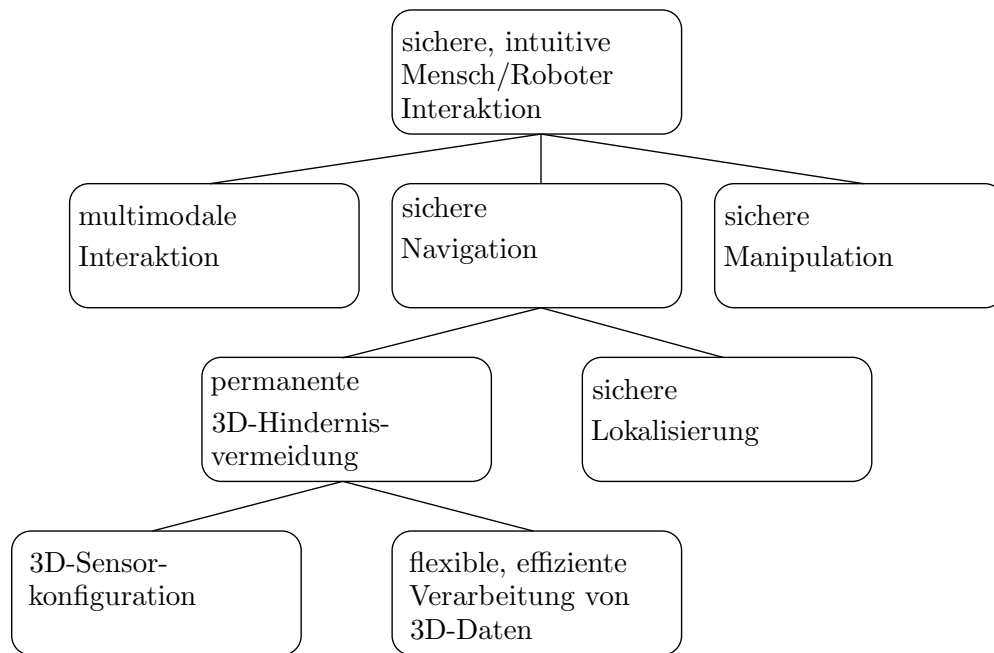 sichere, intuitive
Mensch/Roboter
Interaktion
multimodale
Interaktion
sichere
Navigation
sichere
Manipulation
permanente
3D-Hindernis-
vermeidung
sichere
Lokalisierung
3D-Sensor-
konfiguration
flexible, effiziente
Verarbeitung von
3D-Daten